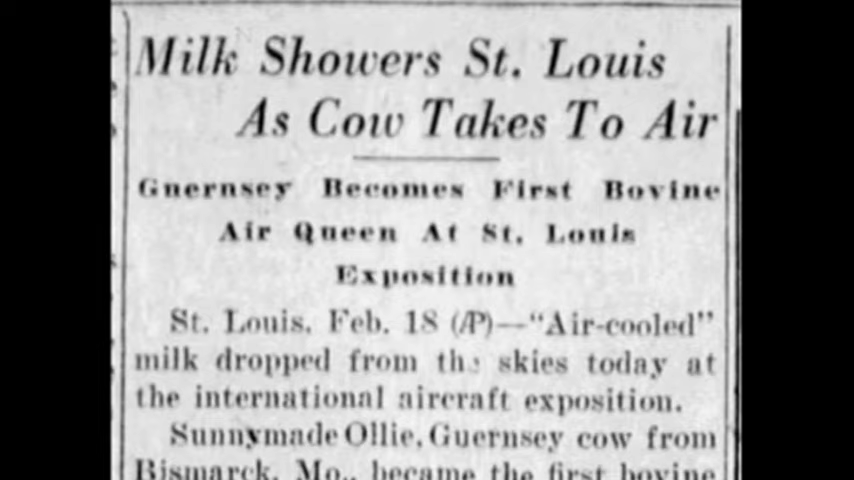 Milk Showers St. Louis
As Cow Takes To Air
Guernsey Becomes First Bovine
Air Queen At St. Louis
Exposition
St. Louis, Feb. 18 (AP)—“Air-cooled”
milk dropped from the skies today at
the international aircraft exposition.
Sunnymade Ollie, Guernsey cow from
Bismarck, Mo., became the first bovine